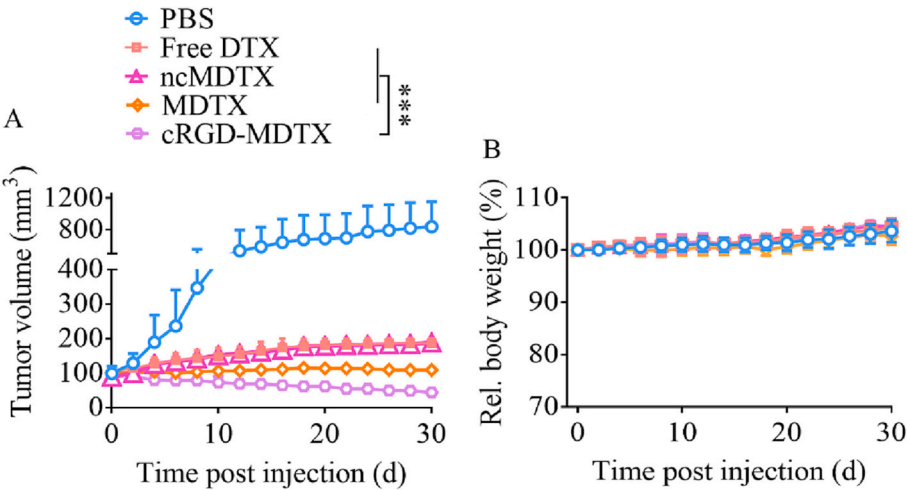 PBS
Free DTX
ncMDTX
MDTX
cRGD-MDTX
***
A
Tumor volume (mm³)
1200
800
400
300
200
100
0
0 10 20 30
Time post injection (d)
B
Rel. body weight (%)
110
100
90
80
70
0 10 20 30
Time post injection (d)